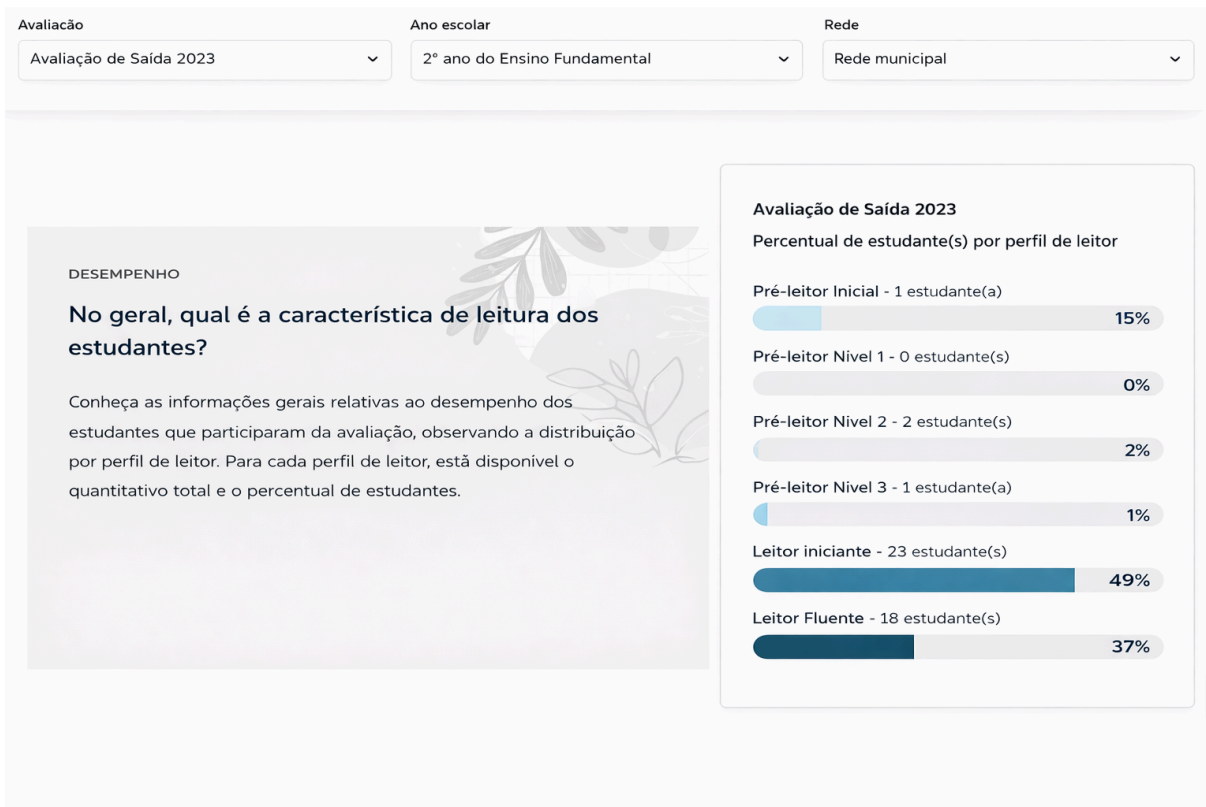 Avaliacão
Ano escolar
Rede
Avaliação de Saída 2023
2° ano do Ensino Fundamental
Rede municipal
DESEMPENHO
No geral, qual é a característica de leitura dos
estudantes?
Conheça as informações gerais relativas ao desempenho dos
estudantes que participaram da avaliação, observando a distribuição
por perfil de leitor. Para cada perfil de leitor, està disponível o
quantitativo total e o percentual de estudantes.
Avaliação de Saída 2023
Percentual de estudante(s) por perfil de leitor
Pré-leitor Inicial - 1 estudante(a)
15%
Pré-leitor Nivel 1 - 0 estudante(s)
0%
Pré-leitor Nivel 2 - 2 estudante(s)
2%
Pré-leitor Nivel 3 - 1 estudante(a)
1%
Leitor iniciante - 23 estudante(s)
49%
Leitor Fluente - 18 estudante(s)
37%